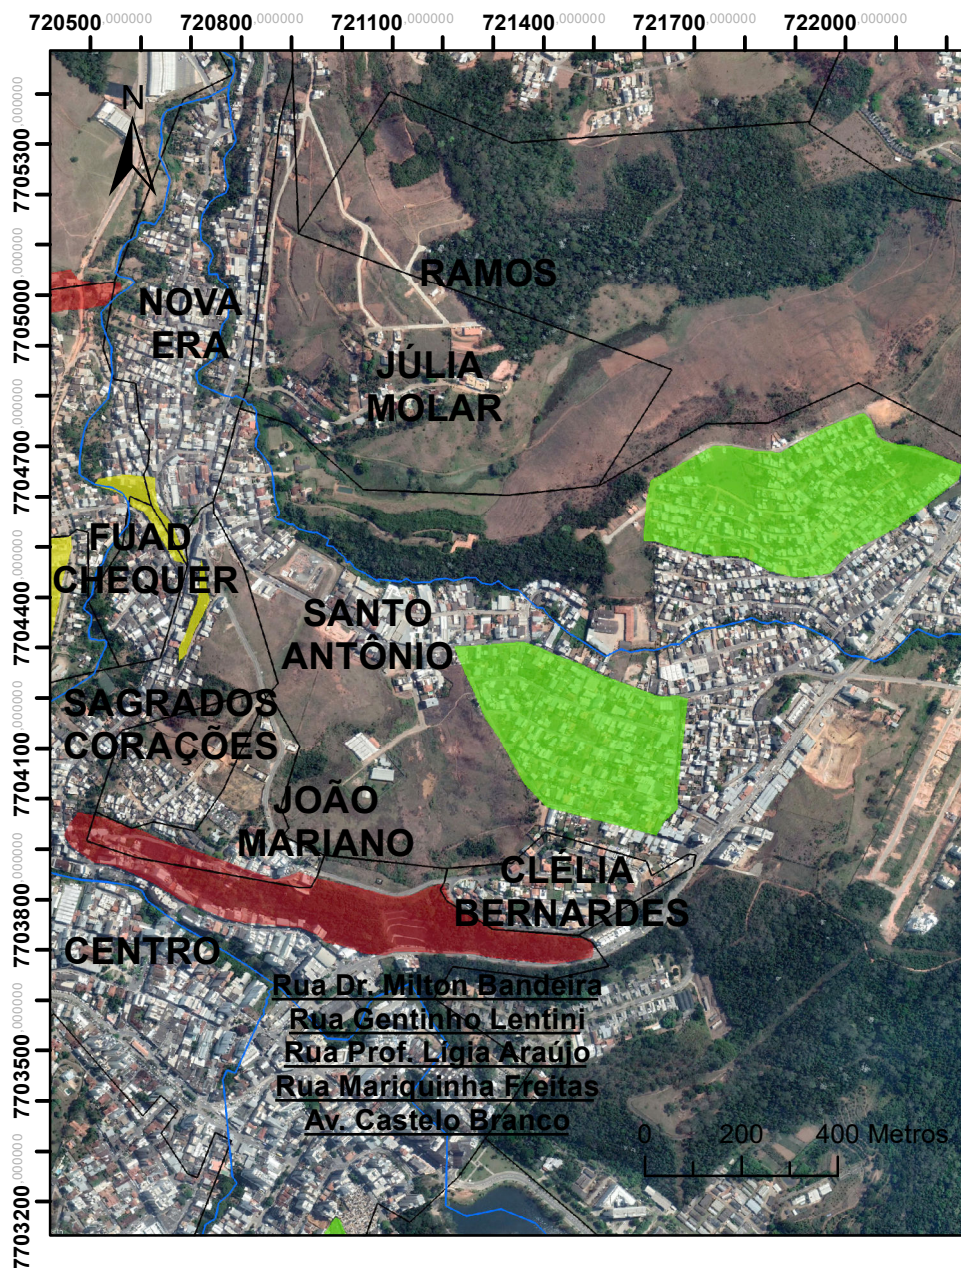 720500,000000 720800,000000 721100,000000 721400,000000 721700,000000 722000,000000
N
7705300,000000
RAMOS
7705000,000000
NOVA
ERA
JÚLIA
MOLAR
7704700,000000
FUAD
CHEQUER
7704400,000000
SANTO
ANTÔNIO
SAGRADOS
CORAÇÕES
7704100,000000
JOÃO
MARIANO
CLÉLIA
BERNARDES
7703800,000000
CENTRO
Rua Dr. Milton Bandeira
Rua Gentinho Lentini
Rua Prof. Ligia Araújo
Rua Mariquinha Freitas
Av. Castelo Branco
7703500,000000
0 200 400 Metros
7703200,000000